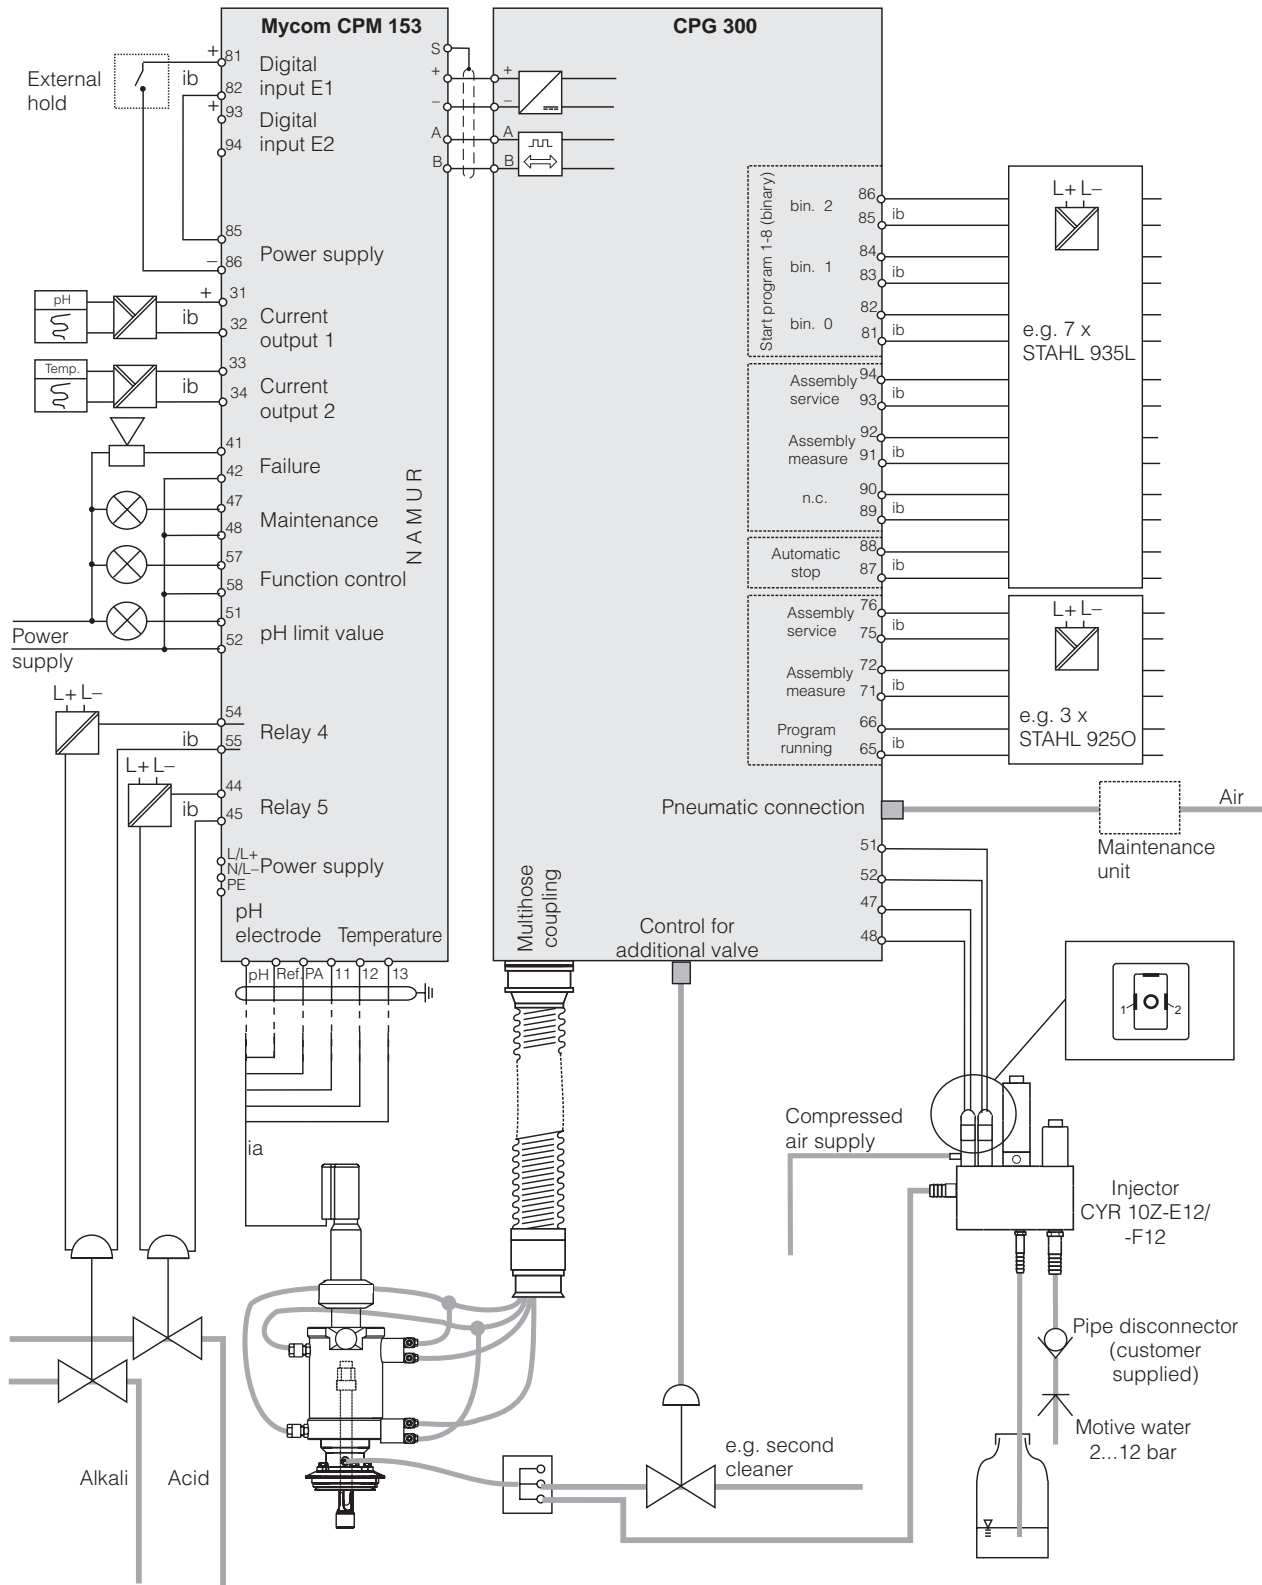 Mycom CPM 153
CPG 300
External
hold
+
81
ib
82
+
93
94
Digital
input E1
Digital
input E2
85
–
86
Power supply
S
+
–
A
B
+
–
A
B
pH
+
31
ib
32
Current
output 1
Temp.
33
ib
34
Current
output 2
41
42
Failure
47
48
Maintenance
57
58
Function control
51
52
pH limit value
NAMUR
Power
supply
L+ L–
54
ib
55
Relay 4
L+ L–
44
ib
45
Relay 5
L/L+
N/L–
PE
Power supply
pH
electrode
Temperature
pH
Ref.
PA
11
12
13
ia
Start program 1-8 (binary)
bin. 2
86
85
ib
bin. 1
84
83
ib
bin. 0
82
81
ib
Assembly
service
94
93
ib
Assembly
measure
92
91
ib
n.c.
90
89
ib
Automatic
stop
88
87
ib
L+ L–
e.g. 7 x
STAHL 935L
Assembly
service
76
75
ib
Assembly
measure
72
71
ib
Program
running
66
65
ib
L+ L–
e.g. 3 x
STAHL 925O
Pneumatic connection
Air
Maintenance
unit
51
52
47
48
Multihose
coupling
Control for
additional valve
1
2
Compressed
air supply
Injector
CYR 10Z-E12/
-F12
Pipe disconnector
(customer
supplied)
Motive water
2...12 bar
e.g. second
cleaner
Alkali
Acid